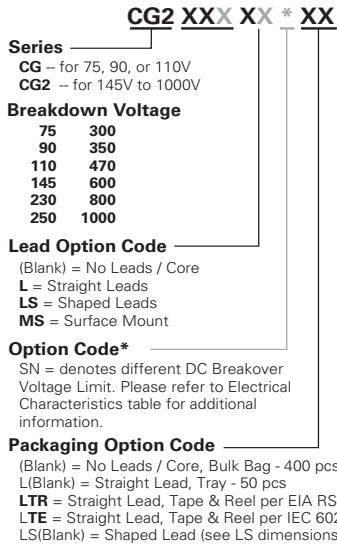 CG2 XXX XX * XX
Series
CG – for 75, 90, or 110V
CG2 – for 145V to 1000V
Breakdown Voltage
75 300
90 350
110 470
145 600
230 800
250 1000
Lead Option Code
(Blank) = No Leads / Core
L = Straight Leads
LS = Shaped Leads
MS = Surface Mount
Option Code*
SN = denotes different DC Breakover
Voltage Limit. Please refer to Electrical
Characteristics table for additional
information.
Packaging Option Code
(Blank) = No Leads / Core, Bulk Bag - 400 pcs
L(Blank) = Straight Lead, Tray - 50 pcs
LTR = Straight Lead, Tape & Reel per EIA RS
LTE = Straight Lead, Tape & Reel per IEC 602
LS(Blank) = Shaped Lead (see LS dimensions